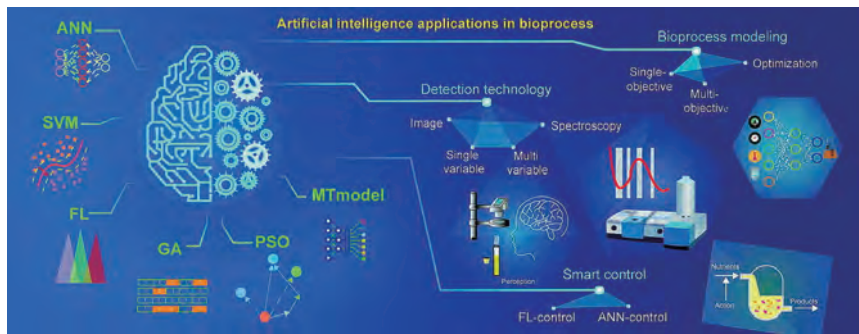 Artificial intelligence applications in bioprocess
ANN
SVM
FL
GA
PSO
MTmodel
Bioprocess modeling
Single-
objective
Multi-
objective
Optimization
Detection technology
Image
Spectroscopy
Single
variable
Multi
variable
Perception
Smart control
FL-control
ANN-control
Nutrients
Products